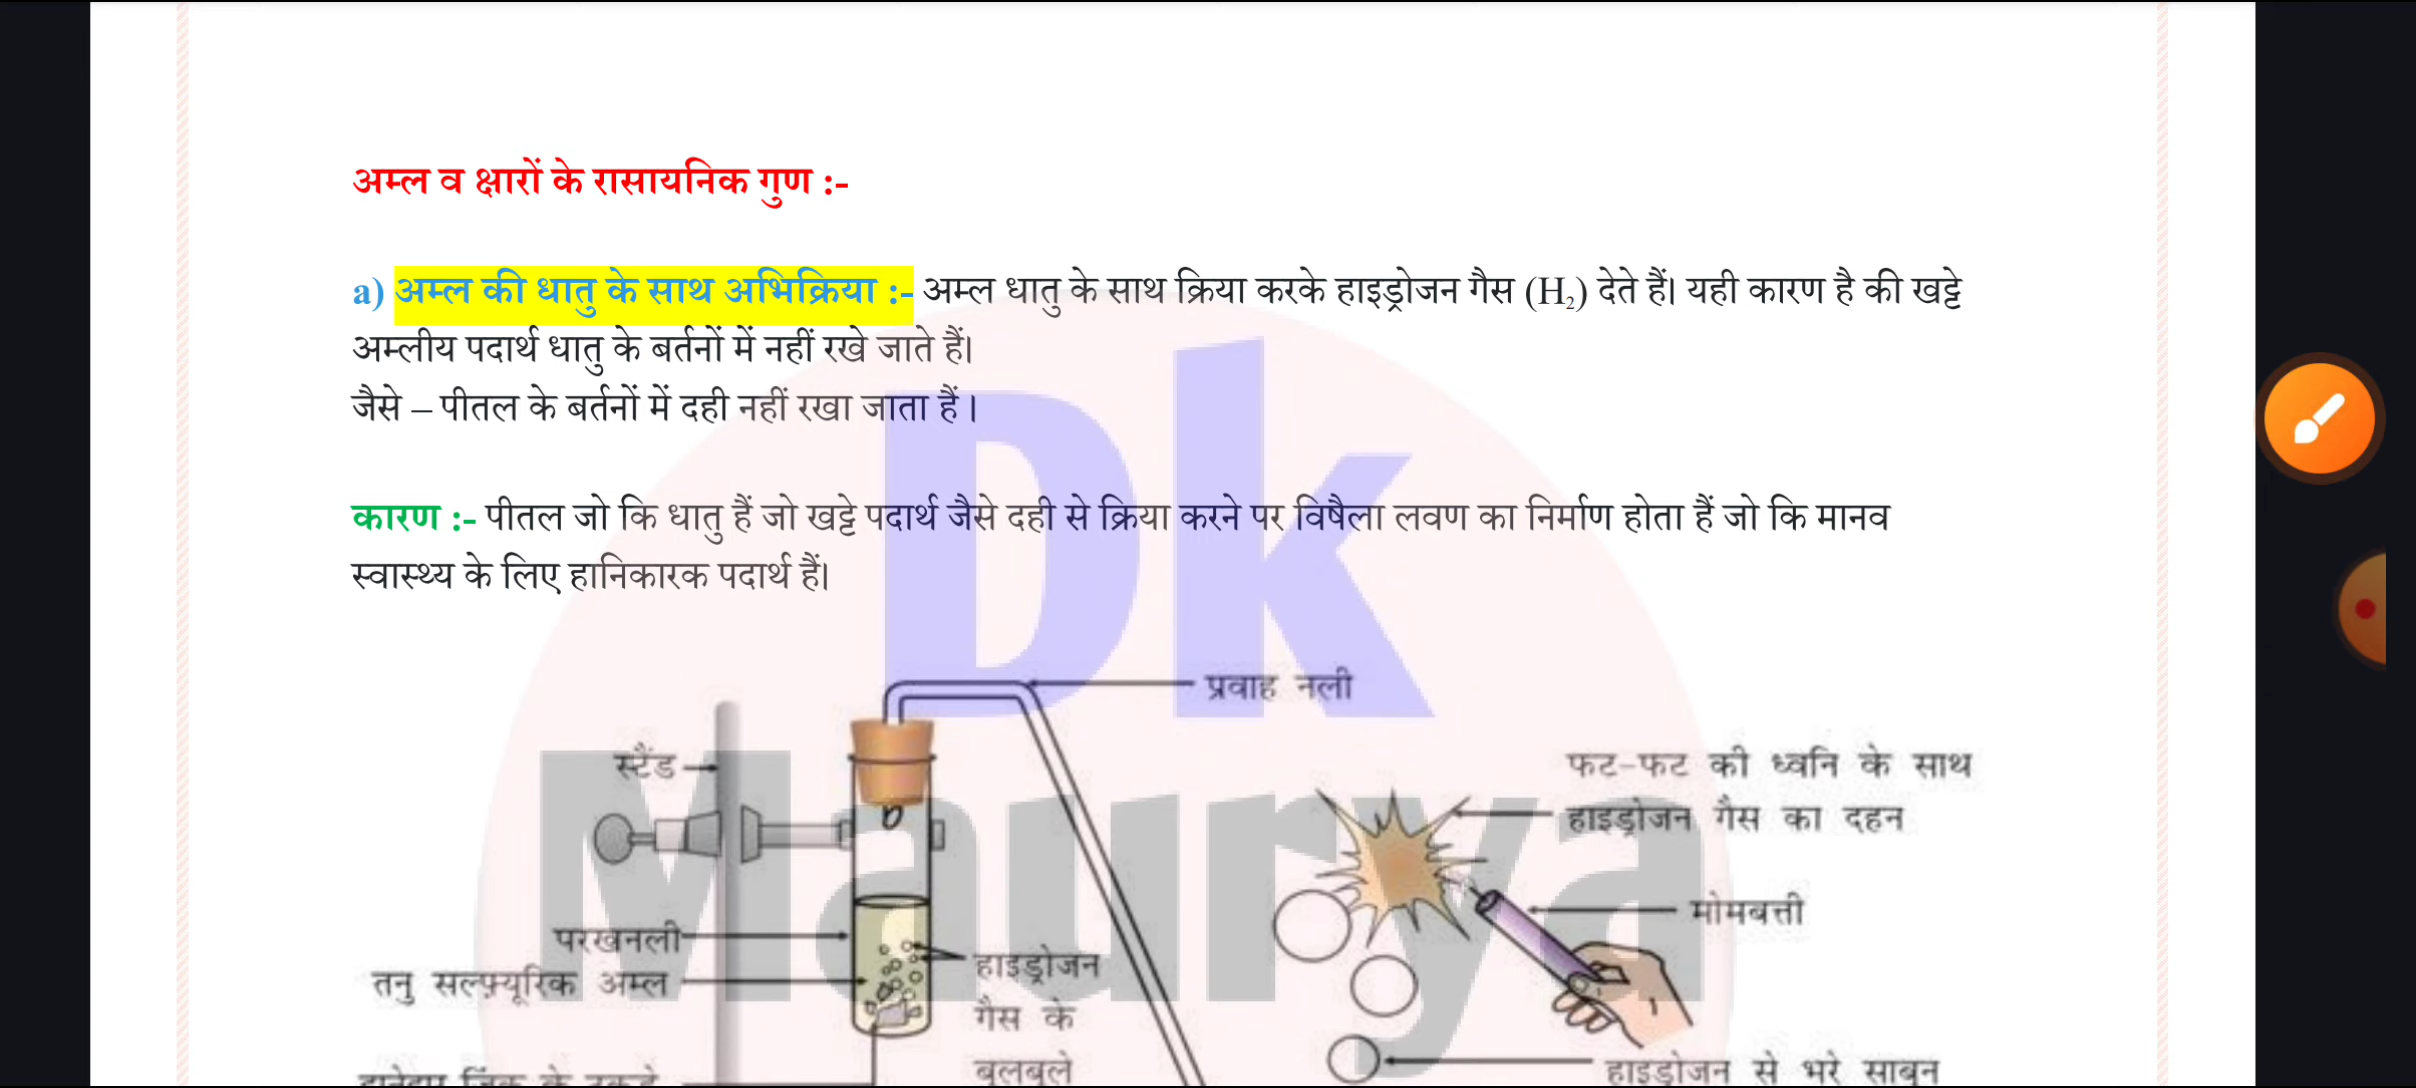 अम्ल व क्षारों के रासायनिक गुण :-
a) अम्ल की धातु के साथ अभिक्रिया :- अम्ल धातु के साथ क्रिया करके हाइड्रोजन गैस (H₂) देते हैं। यही कारण है की खट्टे
अम्लीय पदार्थ धातु के बर्तनों में नहीं रखे जाते हैं।
जैसे – पीतल के बर्तनों में दही नहीं रखा जाता हैं ।
कारण :- पीतल जो कि धातु हैं जो खट्टे पदार्थ जैसे दही से क्रिया करने पर विषैला लवण का निर्माण होता हैं जो कि मानव
स्वास्थ्य के लिए हानिकारक पदार्थ हैं।
Dk
Maurya
प्रवाह नली
स्टैंड
फट-फट की ध्वनि के साथ
हाइड्रोजन गैस का दहन
मोमबत्ती
परखनली
तनु सल्फ़्यूरिक अम्ल
हाइड्रोजन
गैस के
बुलबुले
हाइड्रोजन से भरे साबुन